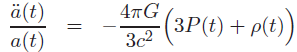 ä(t)/a(t) = −4πG/3c² (3P(t) + ρ(t))